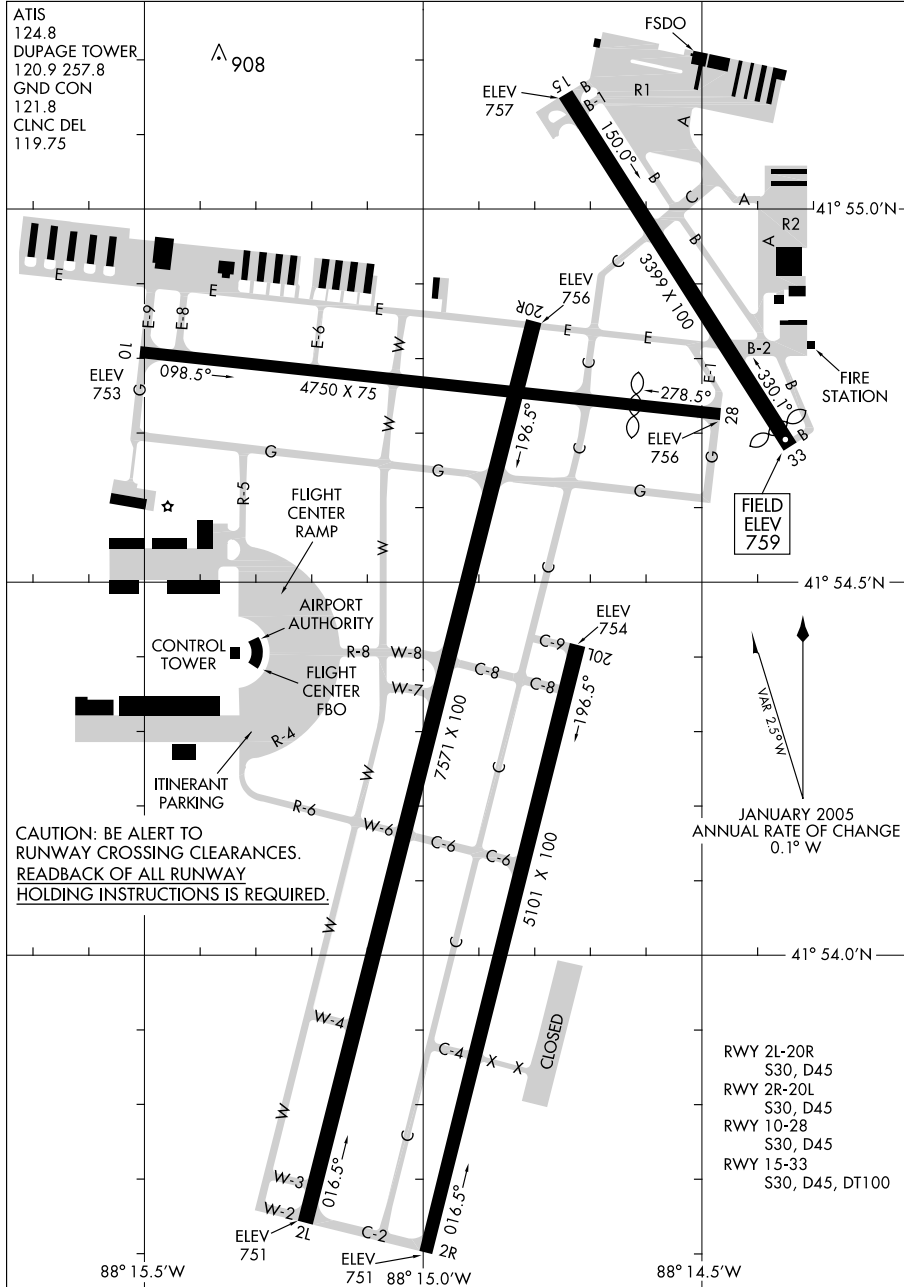 ATIS
124.8
DUPAGE TOWER
120.9 257.8
GND CON
121.8
CLNC DEL
119.75
908
FSDO
R1
ELEV
757
15
B
B-1
150.0°
A
B
C
A
41° 55.0'N
R2
A
B
3399 X 100
C
E
E
E
E-9
E-8
E-6
W
20R
ELEV
756
E
E
C
E-1
B-2
330.1°
B
FIRE
STATION
10
ELEV
753
098.5°
4750 X 75
278.5°
28
ELEV
756
33
B
G
W
196.5°
G
G
C
G
G
FIELD
ELEV
759
R-5
FLIGHT
CENTER
RAMP
W
C
41° 54.5'N
AIRPORT
AUTHORITY
CONTROL
TOWER
FLIGHT
CENTER
FBO
R-8
W-8
W-7
C-8
C-8
C-9
ELEV
754
20L
196.5°
VAR 2.5° W
R-4
7571 X 100
C
ITINERANT
PARKING
W
R-6
W-6
C-6
C-6
5101 X 100
JANUARY 2005
ANNUAL RATE OF CHANGE
0.1° W
CAUTION: BE ALERT TO
RUNWAY CROSSING CLEARANCES.
READBACK OF ALL RUNWAY
HOLDING INSTRUCTIONS IS REQUIRED.
W
C
41° 54.0'N
W-4
C-4
X
X
CLOSED
RWY 2L-20R
S30, D45
RWY 2R-20L
S30, D45
RWY 10-28
S30, D45
RWY 15-33
S30, D45, DT100
W
C
W-3
016.5°
W-2
2L
ELEV
751
C-2
016.5°
2R
ELEV
751
88° 15.5'W
88° 15.0'W
88° 14.5'W